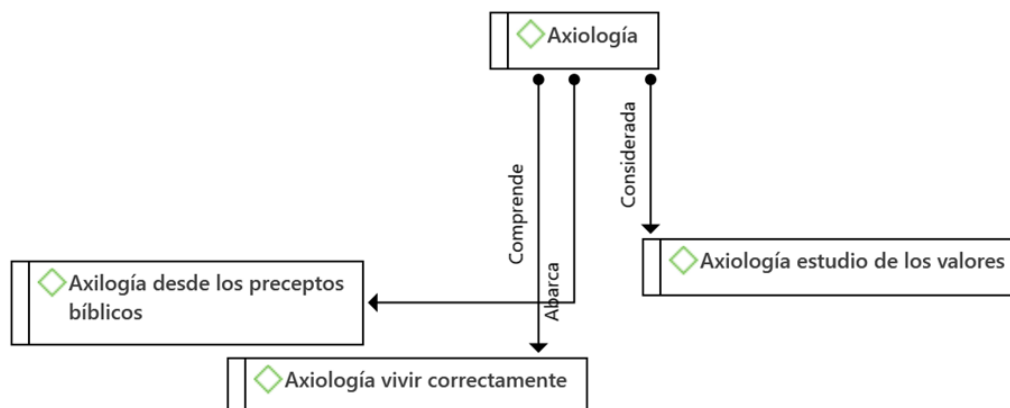 Axiología
Comprende
Considerada
Abarca
Axiología estudio de los valores
Axilogía desde los preceptos
bíblicos
Axiología vivir correctamente